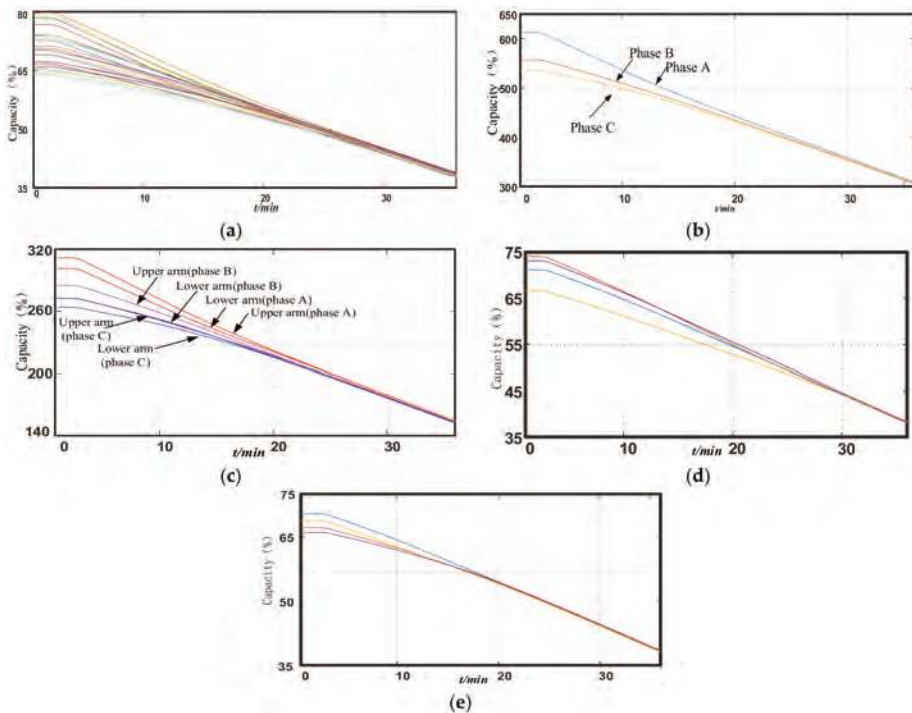 80
65
50
35
Capacity (%)
0 10 20 30
t/min
(a)
650
600
500
400
300
Capacity (%)
Phase B
Phase A
Phase C
0 10 20 30
t/min
(b)
320
260
200
140
Capacity (%)
Upper arm(phase B)
Lower arm(phase B)
Lower arm(phase A)
Upper arm(phase A)
Upper arm
(phase C)
Lower arm
(phase C)
0 10 20 30
t/min
(c)
75
65
55
45
35
Capacity (%)
0 10 20 30
t/min
(d)
75
65
50
35
Capacity (%)
0 10 20 30
t/min
(e)